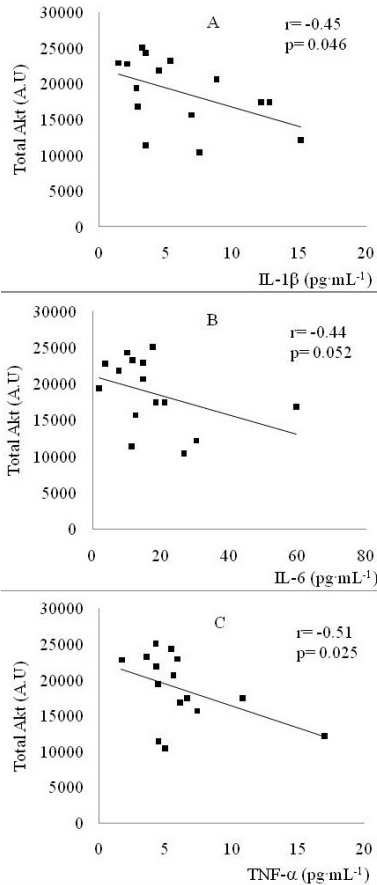 A
r= -0.45
p= 0.046
30000
25000
20000
15000
10000
5000
0
Total Akt (A.U)
0 5 10 15 20
IL-1β (pg·mL-1)
B
r= -0.44
p= 0.052
30000
25000
20000
15000
10000
5000
0
Total Akt (A.U)
0 20 40 60 80
IL-6 (pg·mL-1)
C
r= -0.51
p= 0.025
30000
25000
20000
15000
10000
5000
0
Total Akt (A.U)
0 5 10 15 20
TNF-α (pg·mL-1)